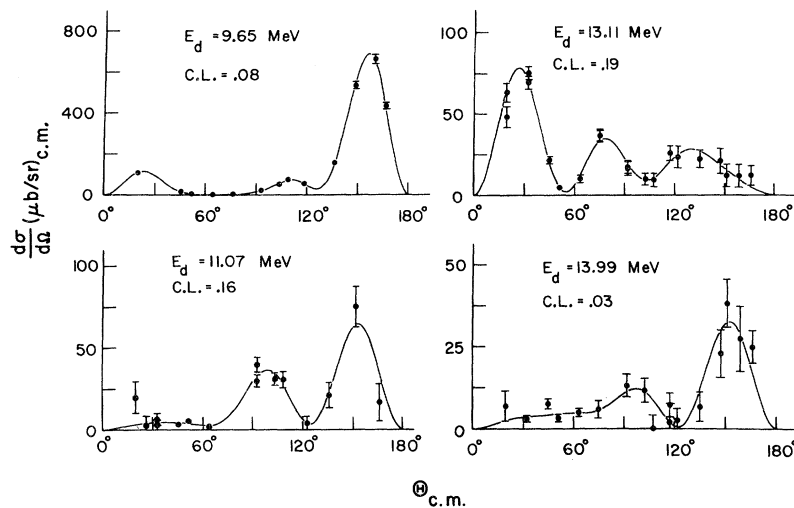 800
400
0
E_d = 9.65 MeV
C.L. = .08
0° 60° 120° 180°
100
50
0
E_d = 13.11 MeV
C.L. = .19
0° 60° 120° 180°
dσ/dΩ (μb/sr)c.m.
100
50
0
E_d = 11.07 MeV
C.L. = .16
0° 60° 120° 180°
50
25
0
E_d = 13.99 MeV
C.L. = .03
0° 60° 120° 180°
Θc.m.